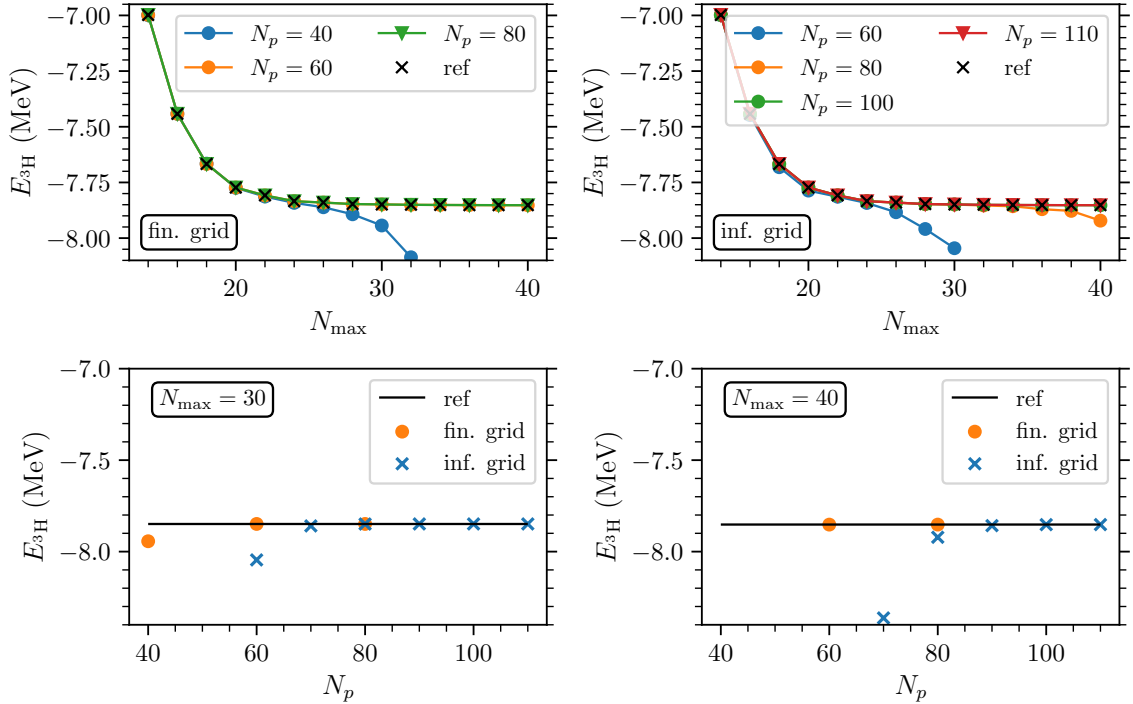 −7.00
−7.25
−7.50
−7.75
−8.00
E³H (MeV)
Nₚ = 40
Nₚ = 60
Nₚ = 80
ref
fin. grid
20
30
40
Nmax
−7.00
−7.25
−7.50
−7.75
−8.00
E³H (MeV)
Nₚ = 60
Nₚ = 80
Nₚ = 100
Nₚ = 110
ref
inf. grid
20
30
40
Nmax
−7.0
−7.5
−8.0
E³H (MeV)
Nmax = 30
ref
fin. grid
inf. grid
40
60
80
100
Nₚ
−7.0
−7.5
−8.0
E³H (MeV)
Nmax = 40
ref
fin. grid
inf. grid
40
60
80
100
Nₚ